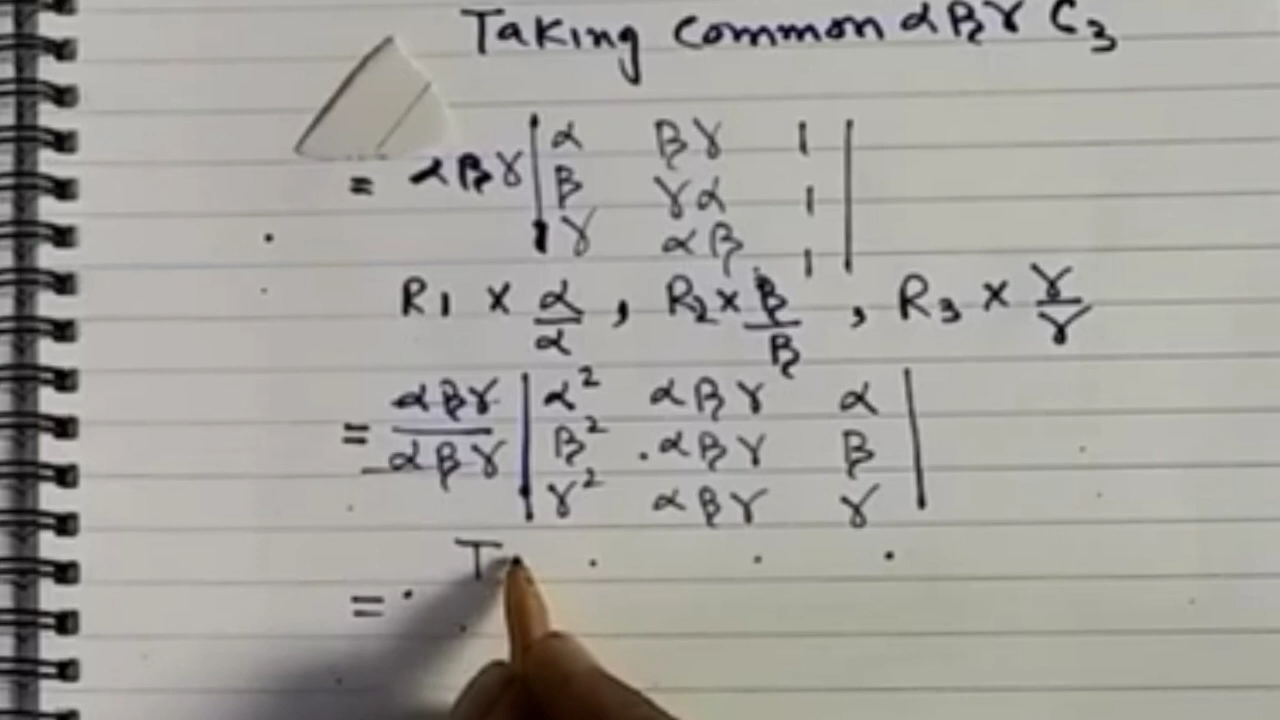 Taking Common αβγ C₃
= αβγ | α βγ 1 |
β γα 1
γ αβ 1
R₁ × α/α , R₂ × β/β , R₃ × γ/γ
= αβγ/αβγ | α² αβγ α |
β² αβγ β
γ² αβγ γ
T
=